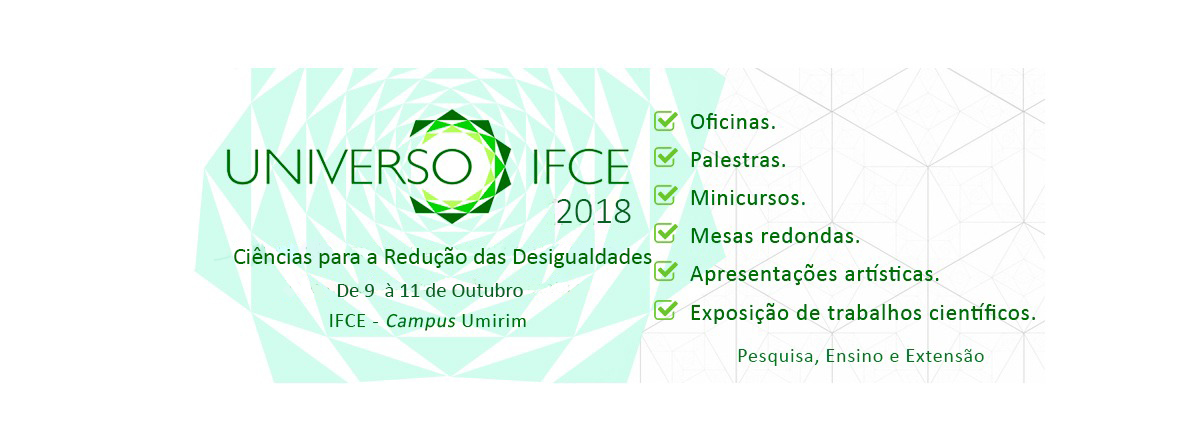 UNIVERSO IFCE
2018
Ciências para a Redução das Desigualdades
De 9 à 11 de Outubro
IFCE - Campus Umirim
Oficinas.
Palestras.
Minicursos.
Mesas redondas.
Apresentações artísticas.
Exposição de trabalhos científicos.
Pesquisa, Ensino e Extensão